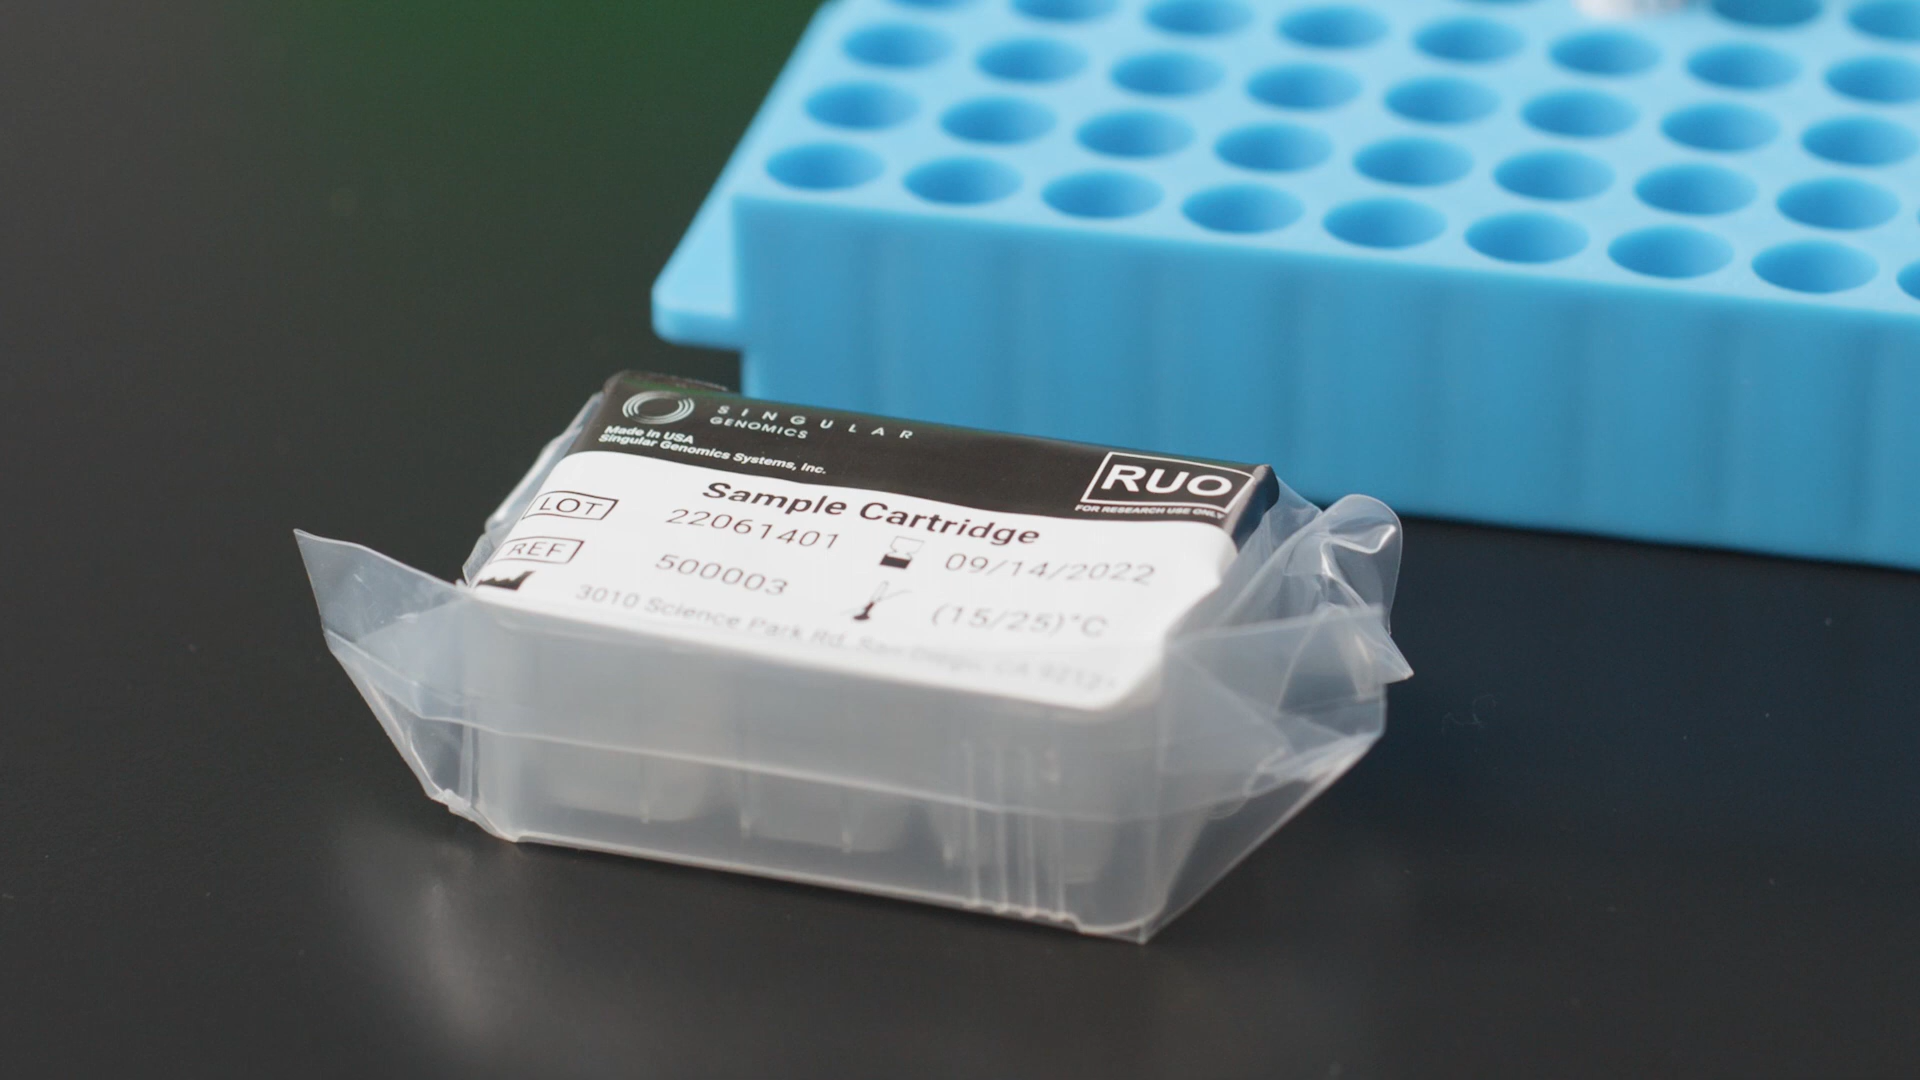 SINGULAR
GENOMICS
Made in USA
Singular Genomics Systems, Inc.
RUO
FOR RESEARCH USE ONLY
Sample Cartridge
LOT 22061401 09/14/2022
REF 500003 (15/25)°C
3010 Science Park Rd, San Diego, CA